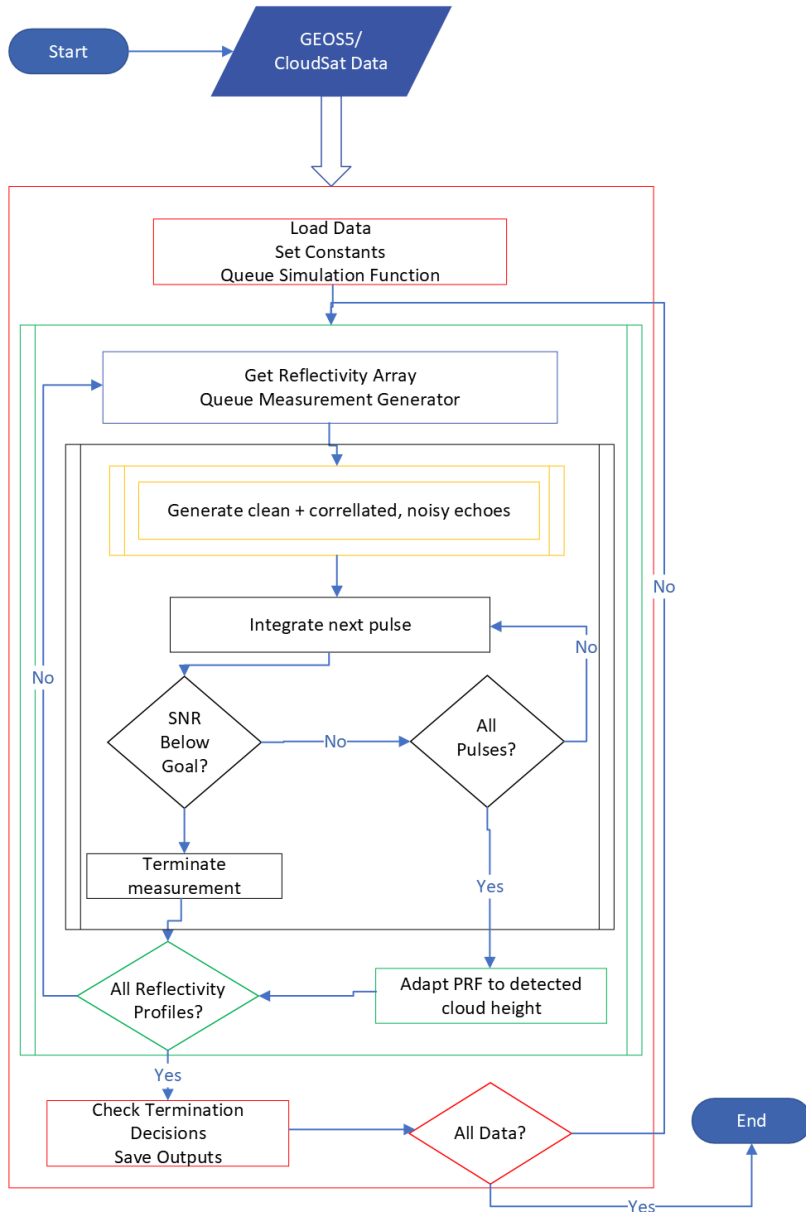 Start
GEOS5/
CloudSat Data
Load Data
Set Constants
Queue Simulation Function
Get Reflectivity Array
Queue Measurement Generator
Generate clean + correllated, noisy echoes
No
Integrate next pulse
No
No
SNR
Below
Goal?
No
All
Pulses?
Terminate
measurement
Yes
All Reflectivity
Profiles?
Adapt PRF to detected
cloud height
Yes
Check Termination
Decisions
Save Outputs
All Data?
End
Yes